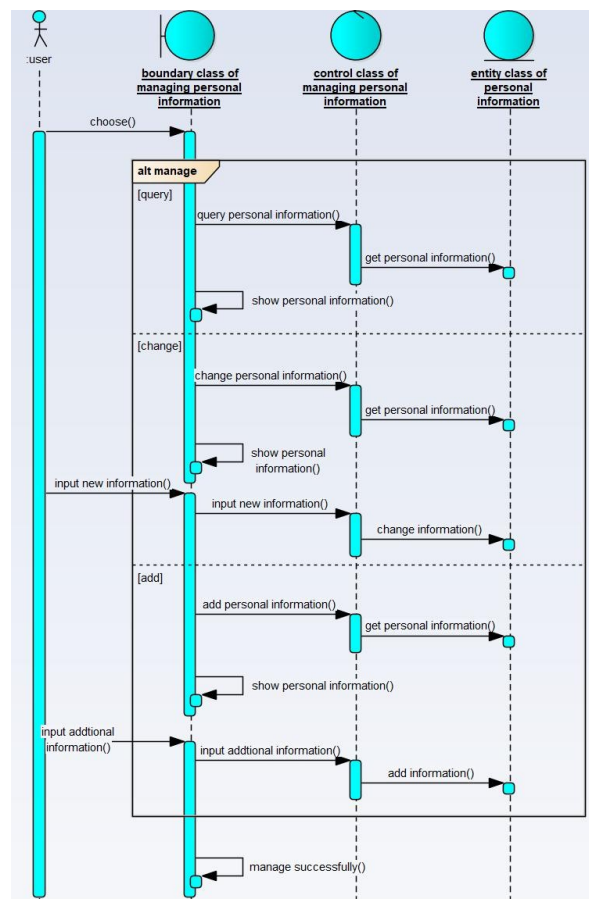 :user
boundary class of
managing personal
information
control class of
managing personal
information
entity class of
personal
information
choose()
alt manage
[query]
query personal information()
get personal information()
show personal information()
[change]
change personal information()
get personal information()
show personal
information()
input new information()
input new information()
change information()
[add]
add personal information()
get personal information()
show personal information()
input addtional
information()
input addtional information()
add information()
manage successfully()